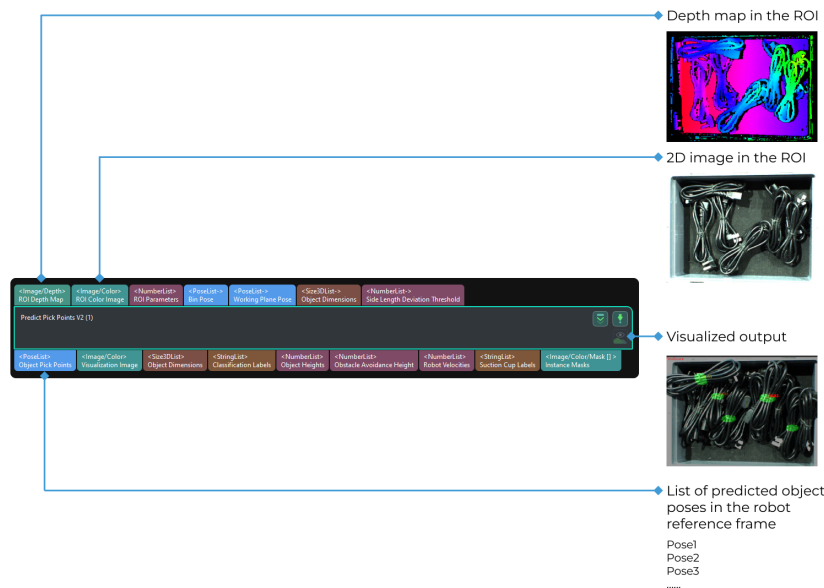 Depth map in the ROI
2D image in the ROI
<Image/Depth> <Image/Color> <NumberList> <PoseList-> <PoseList-> <Size3DList-> <NumberList->
ROI Depth Map ROI Color Image ROI Parameters Bin Pose Working Plane Pose Object Dimensions Side Length Deviation Threshold
Predict Pick Points V2 (1)
Visualized output
<PoseList> <Image/Color> <Size3DList> <StringList> <NumberList> <NumberList> <NumberList> <StringList> <Image/Color/Mask [] >
Object Pick Points Visualization Image Object Dimensions Classification Labels Object Heights Obstacle Avoidance Height Robot Velocities Suction Cup Labels Instance Masks
List of predicted object
poses in the robot
reference frame
Pose1
Pose2
Pose3
......